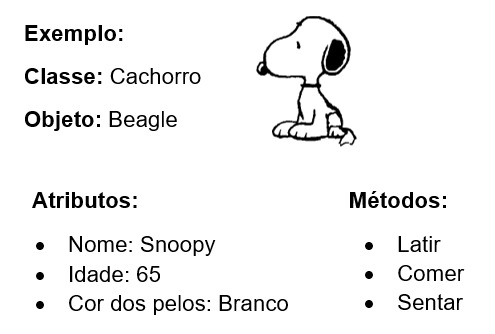 Exemplo:
Classe: Cachorro
Objeto: Beagle
Atributos:
• Nome: Snoopy
• Idade: 65
• Cor dos pelos: Branco
Métodos:
• Latir
• Comer
• Sentar